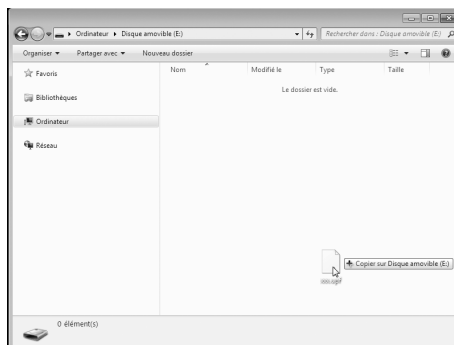 Ordinateur ▸ Disque amovible (E:)
Rechercher dans : Disque amovible (E:)
Organiser Partager avec Nouveau dossier
Nom Modifié le Type Taille
Favoris
Le dossier est vide.
Bibliothèques
Ordinateur
Réseau
Copier sur Disque amovible (E:)
0 élément(s)